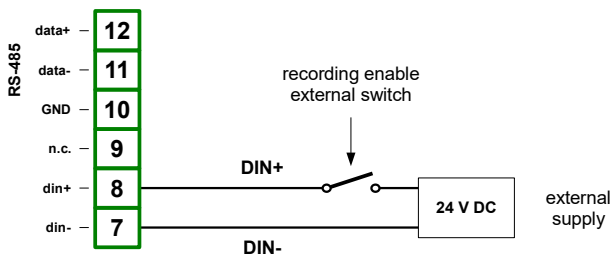 RS-485
data+ 12
data- 11
GND 10
n.c. 9
din+ 8
din- 7
recording enable
external switch
DIN+
DIN-
24 V DC
external
supply